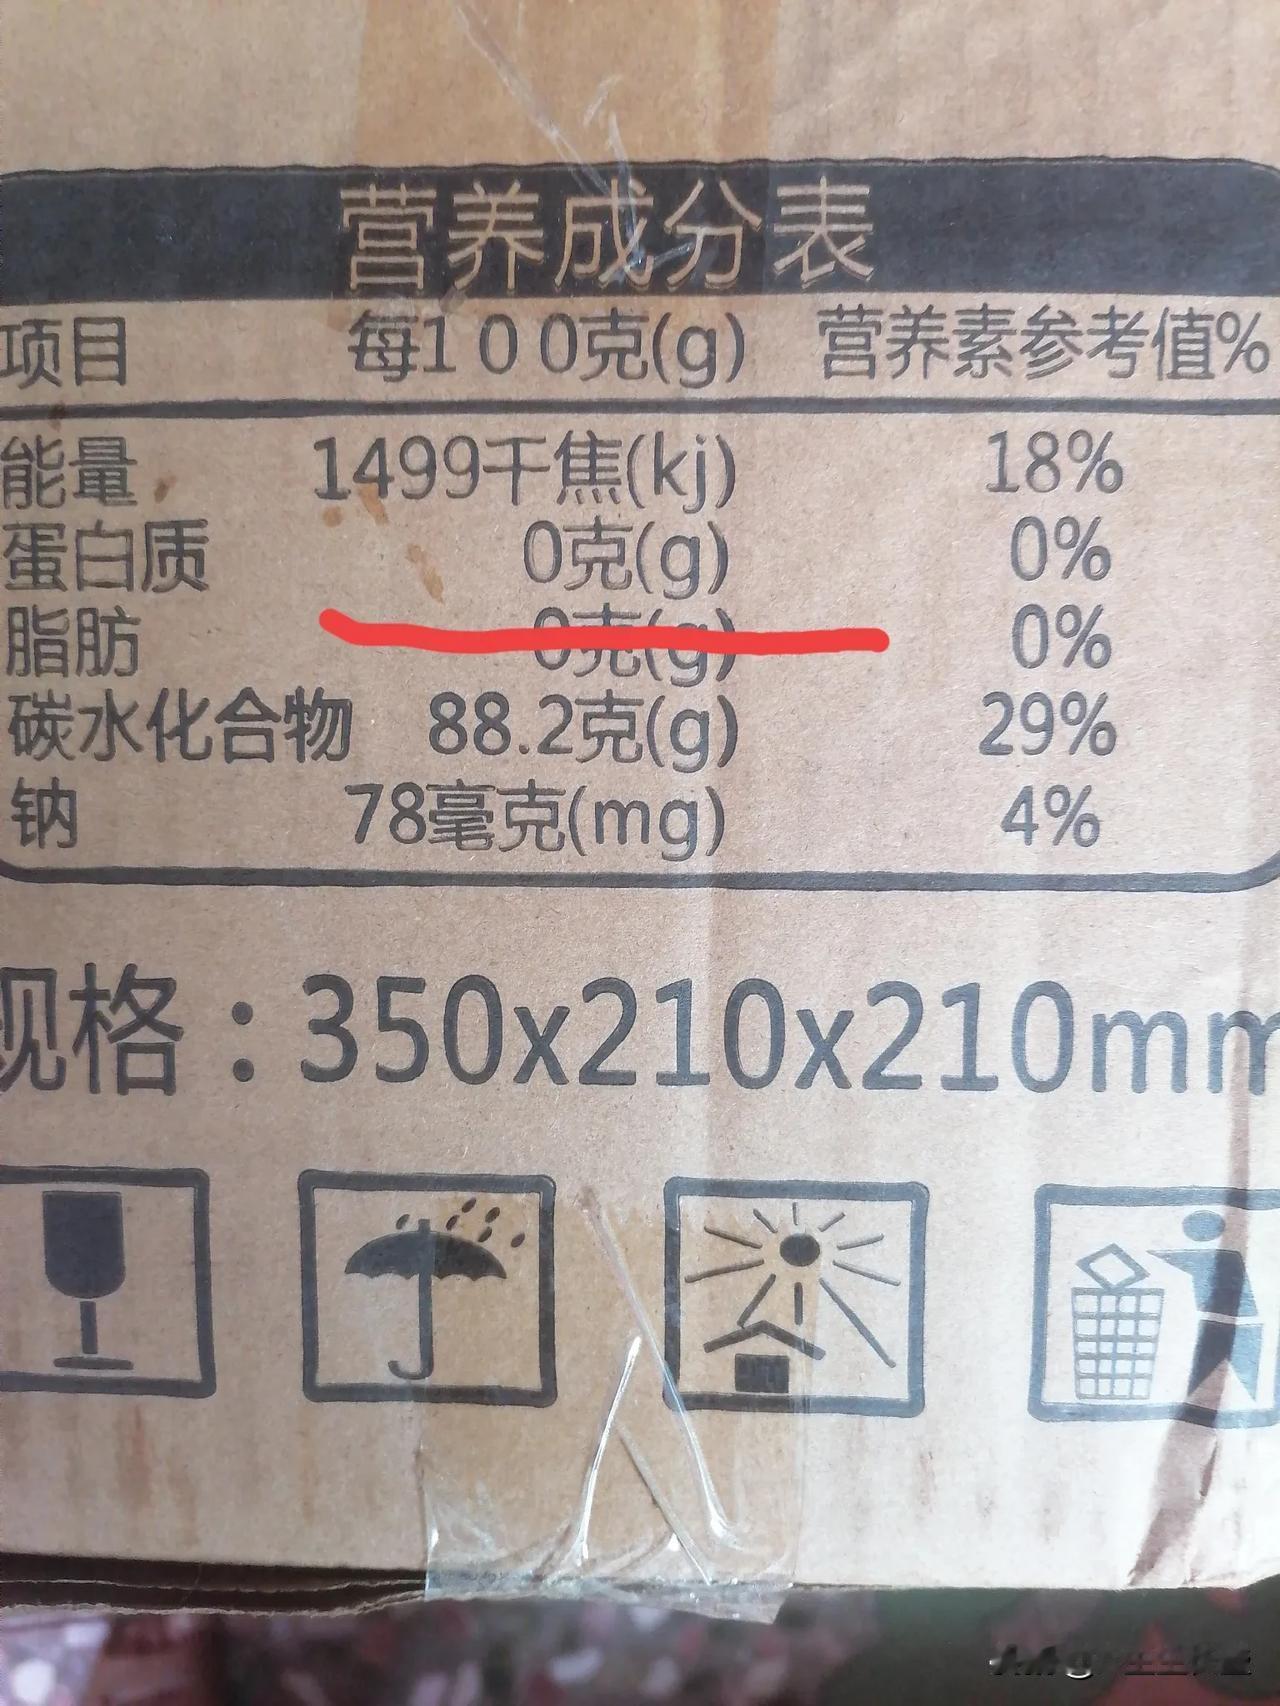 营养成分表
项目 每100克(g) 营养素参考值%
能量 1499千焦(kj) 18%
蛋白质 0克(g) 0%
脂肪 0克(g) 0%
碳水化合物 88.2克(g) 29%
钠 78毫克(mg) 4%
规格:350x210x210mm